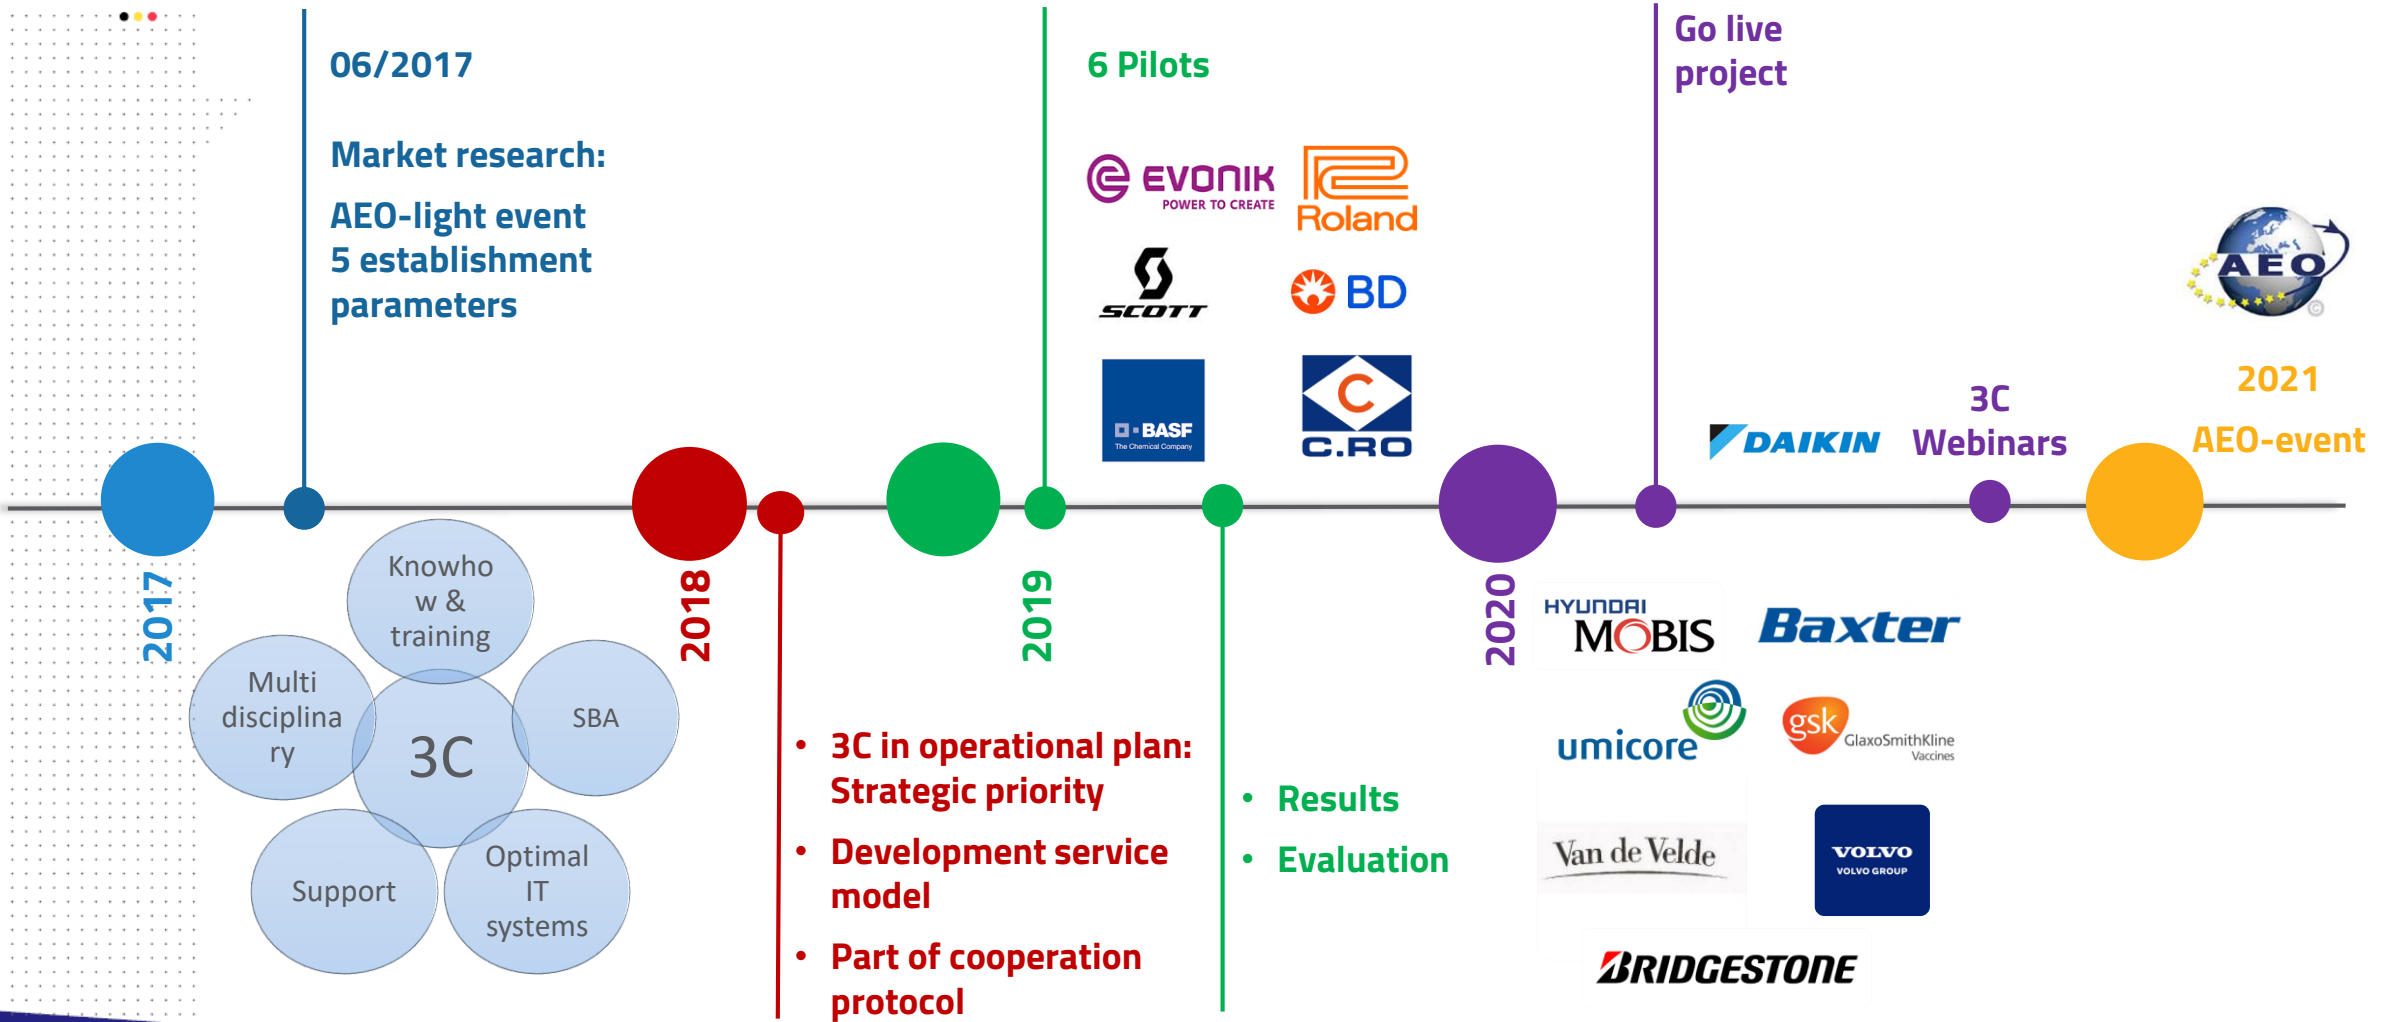 06/2017
Market research:
AEO-light event
5 establishment
parameters
6 Pilots
EVONIK
POWER TO CREATE
Roland
SCOTT
BD
BASF
The Chemical Company
C
C.RO
Go live
project
DAIKIN
3C
Webinars
AEO
©
2021
AEO-event
2017
2018
2019
2020
Knowho
w &
training
Multi
disciplina
ry
3C
SBA
Support
Optimal
IT
systems
• 3C in operational plan:
Strategic priority
• Development service
model
• Part of cooperation
protocol
• Results
• Evaluation
HYUNDAI
MOBIS
Baxter
umicore
gsk
GlaxoSmithKline
Vaccines
Van de Velde
VOLVO
VOLVO GROUP
BRIDGESTONE